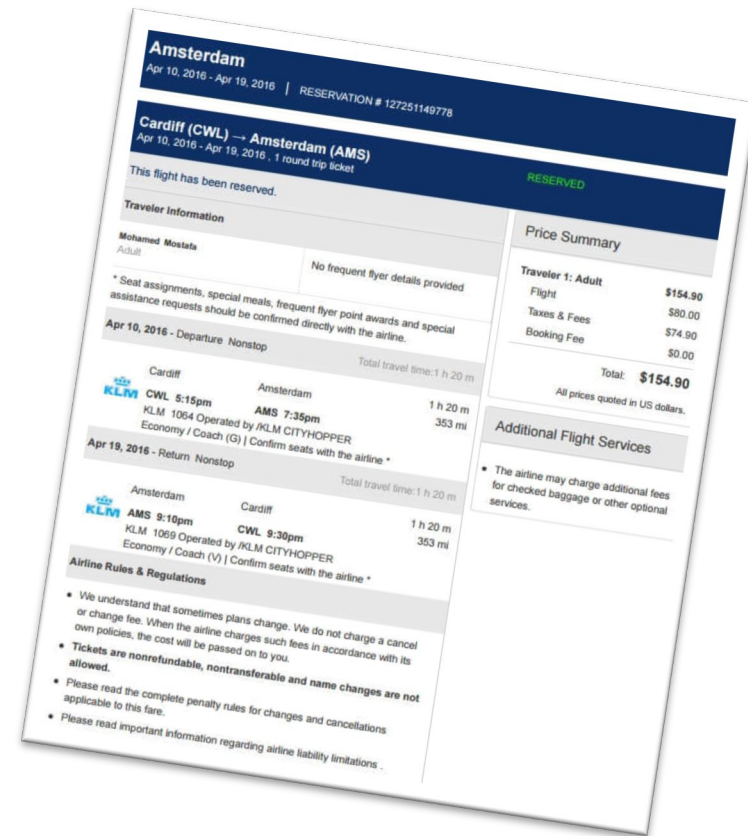 Amsterdam
Apr 10, 2016 - Apr 19, 2016 | RESERVATION # 127251149778
Cardiff (CWL) → Amsterdam (AMS)
Apr 10, 2016 - Apr 19, 2016 , 1 round trip ticket
RESERVED
This flight has been reserved.
Traveler Information
Mohamed Mostafa
Adult
No frequent flyer details provided
* Seat assignments, special meals, frequent flyer point awards and special
assistance requests should be confirmed directly with the airline.
Apr 10, 2016 - Departure Nonstop
Total travel time:1 h 20 m
Cardiff
Amsterdam
1 h 20 m
KLM
CWL 5:15pm
AMS 7:35pm
353 mi
KLM 1064 Operated by /KLM CITYHOPPER
Economy / Coach (G) | Confirm seats with the airline *
Apr 19, 2016 - Return Nonstop
Total travel time:1 h 20 m
Amsterdam
Cardiff
1 h 20 m
KLM
AMS 9:10pm
CWL 9:30pm
353 mi
KLM 1069 Operated by /KLM CITYHOPPER
Economy / Coach (V) | Confirm seats with the airline *
Airline Rules & Regulations
• We understand that sometimes plans change. We do not charge a cancel
or change fee. When the airline charges such fees in accordance with its
own policies, the cost will be passed on to you.
• Tickets are nonrefundable, nontransferable and name changes are not
allowed.
• Please read the complete penalty rules for changes and cancellations
applicable to this fare.
• Please read important information regarding airline liability limitations .
Price Summary
Traveler 1: Adult $154.90
Flight $80.00
Taxes & Fees $74.90
Booking Fee $0.00
Total: $154.90
All prices quoted in US dollars.
Additional Flight Services
• The airline may charge additional fees
for checked baggage or other optional
services.